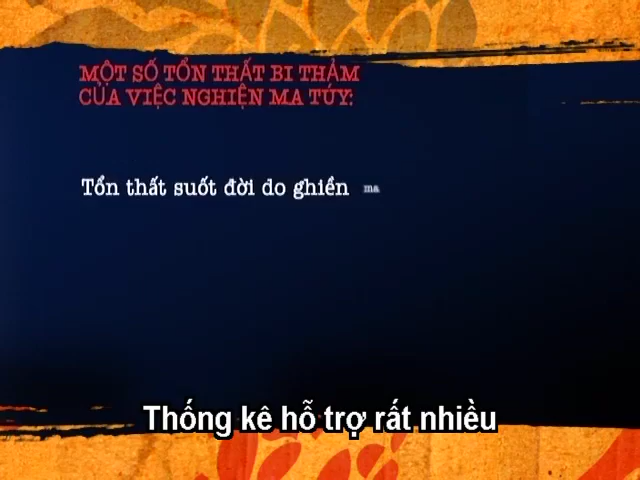 MỘT SỐ TỔN THẤT BI THẢM
CỦA VIỆC NGHIỆN MA TÚY:
Tổn thất suốt đời do ghiền ma
Thống kê hỗ trợ rất nhiều